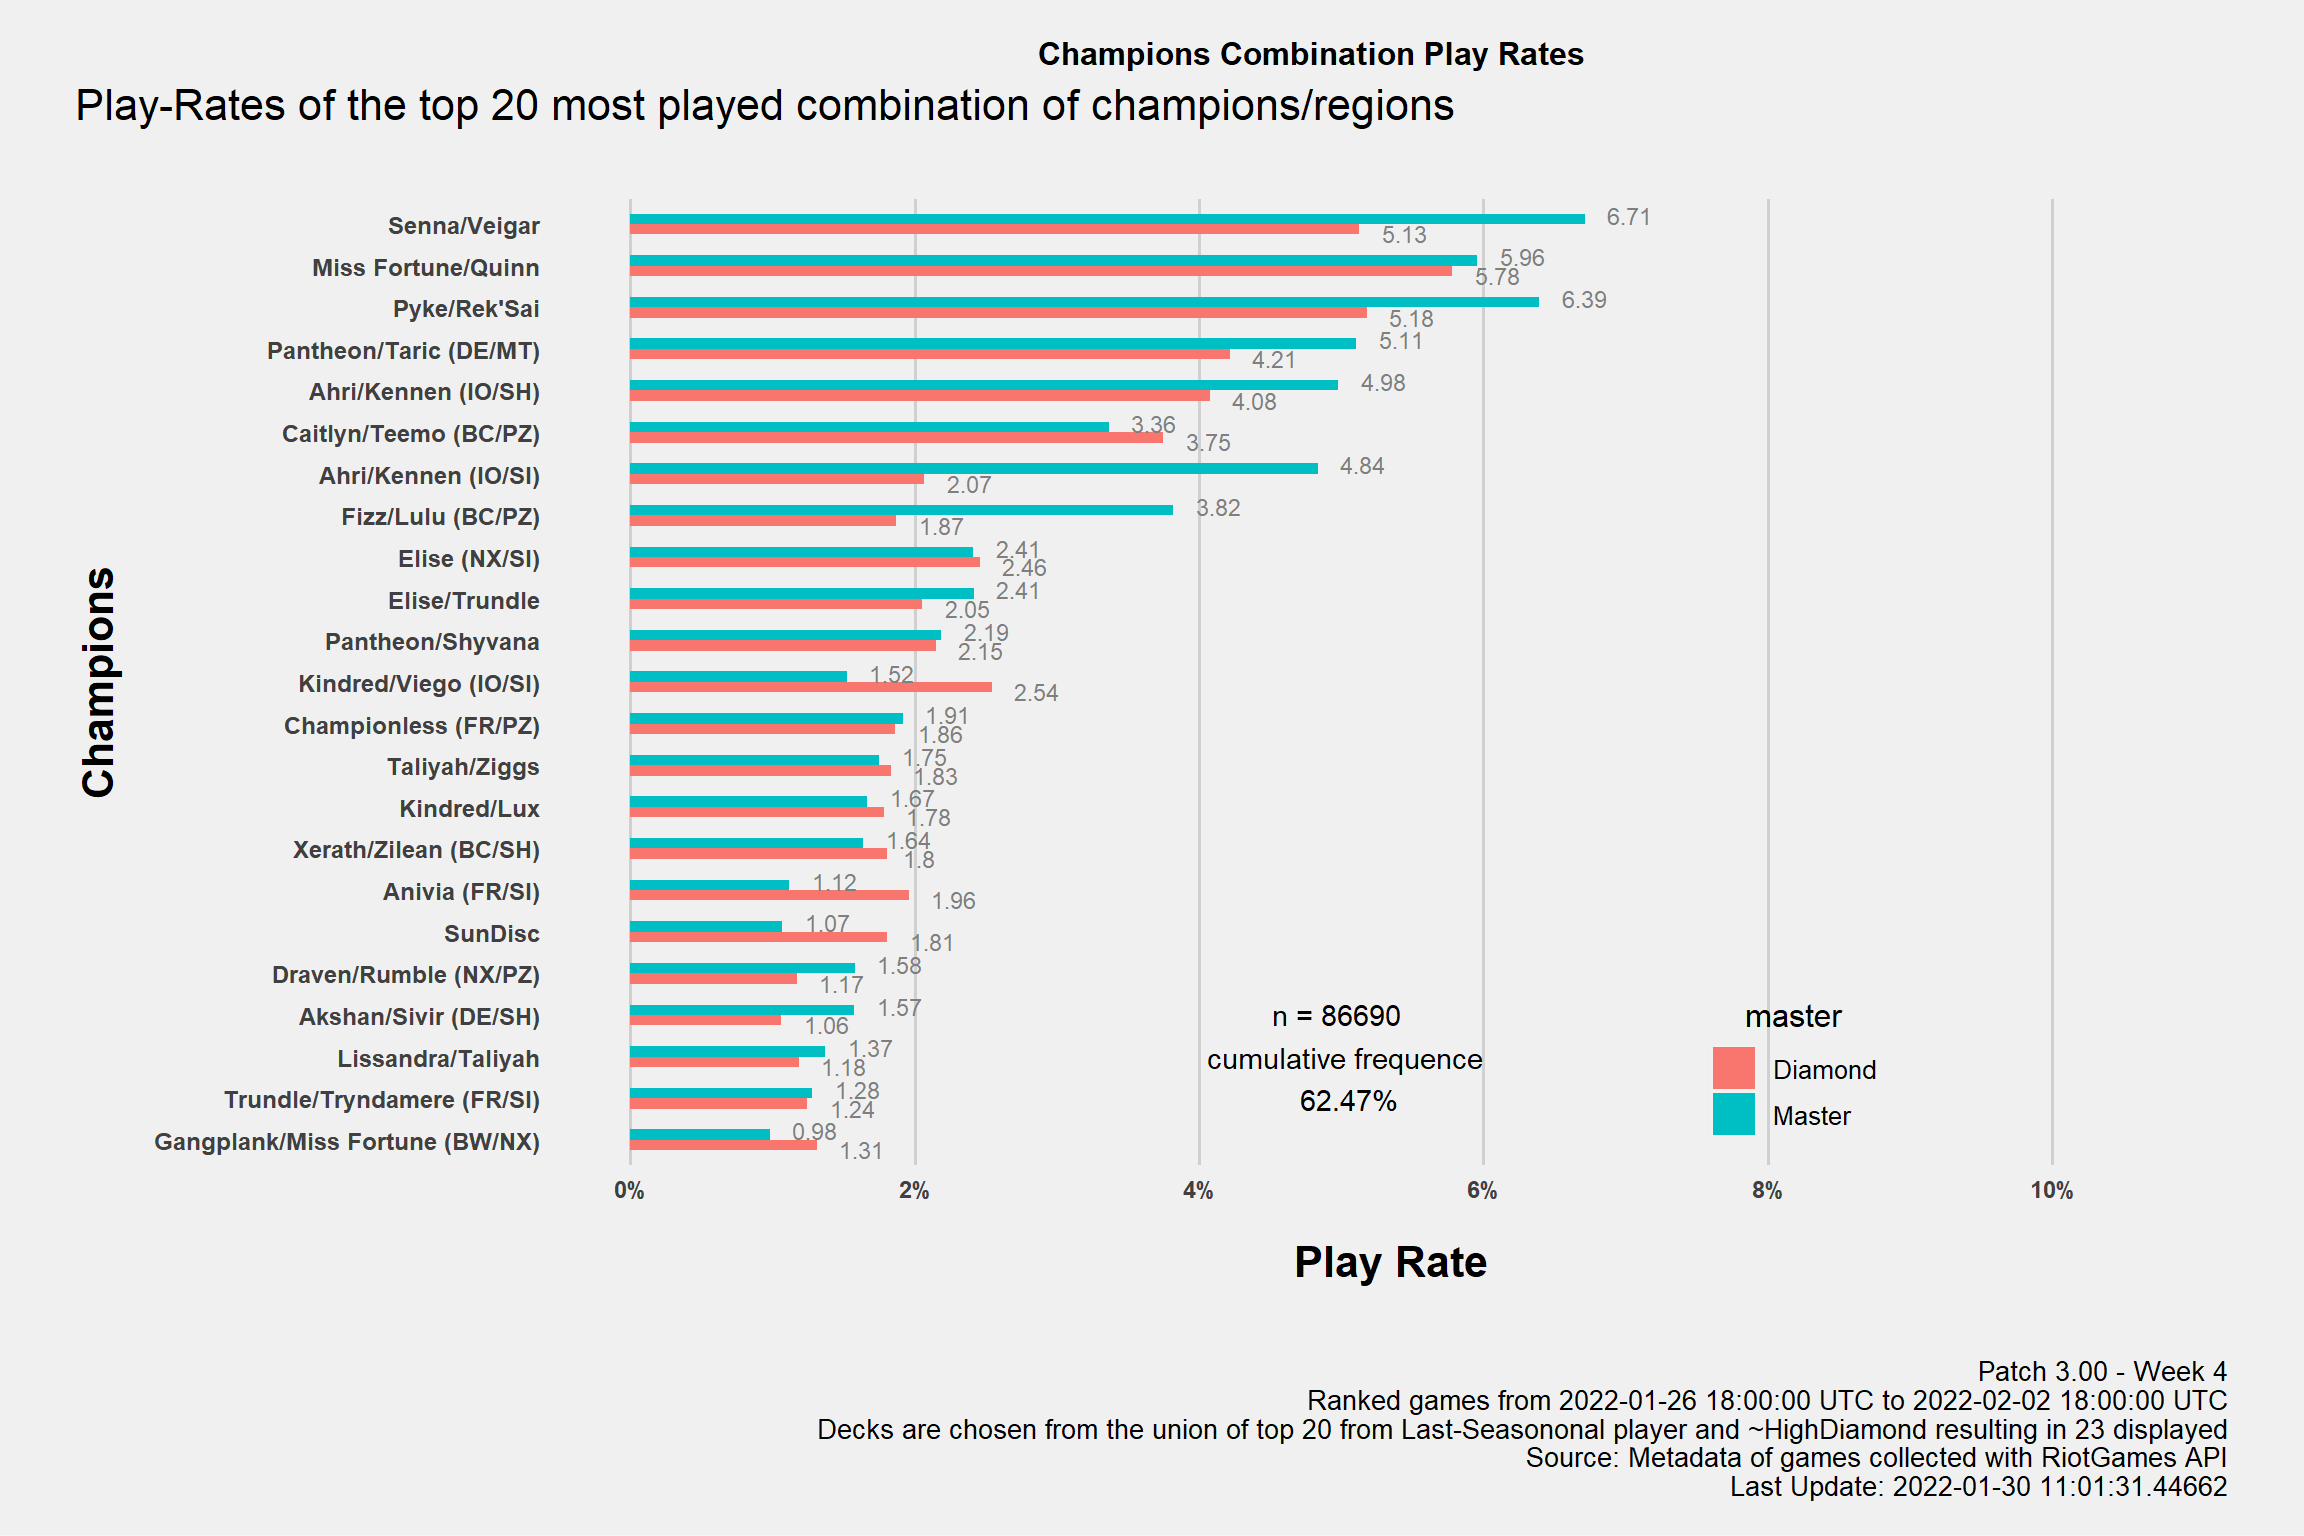 Champions Combination Play Rates
Play-Rates of the top 20 most played combination of champions/regions
Champions
Senna/Veigar 6.71
5.13
Miss Fortune/Quinn 5.96
5.78
Pyke/Rek'Sai 6.39
5.18
Pantheon/Taric (DE/MT) 5.11
4.21
Ahri/Kennen (IO/SH) 4.98
4.08
Caitlyn/Teemo (BC/PZ) 3.36
3.75
Ahri/Kennen (IO/SI) 4.84
2.07
Fizz/Lulu (BC/PZ) 3.82
1.87
Elise (NX/SI) 2.41
2.46
Elise/Trundle 2.41
2.05
Pantheon/Shyvana 2.19
2.15
Kindred/Viego (IO/SI) 1.52
2.54
Championless (FR/PZ) 1.91
1.86
Taliyah/Ziggs 1.75
1.83
Kindred/Lux 1.67
1.78
Xerath/Zilean (BC/SH) 1.64
1.8
Anivia (FR/SI) 1.12
1.96
SunDisc 1.07
1.81
Draven/Rumble (NX/PZ) 1.58
1.17
Akshan/Sivir (DE/SH) 1.57
1.06
Lissandra/Taliyah 1.37
1.18
Trundle/Tryndamere (FR/SI) 1.28
1.24
Gangplank/Miss Fortune (BW/NX) 0.98
1.31
n = 86690
cumulative frequence
62.47%
master
Diamond
Master
0% 2% 4% 6% 8% 10%
Play Rate
Patch 3.00 - Week 4
Ranked games from 2022-01-26 18:00:00 UTC to 2022-02-02 18:00:00 UTC
Decks are chosen from the union of top 20 from Last-Seasononal player and ~HighDiamond resulting in 23 displayed
Source: Metadata of games collected with RiotGames API
Last Update: 2022-01-30 11:01:31.44662